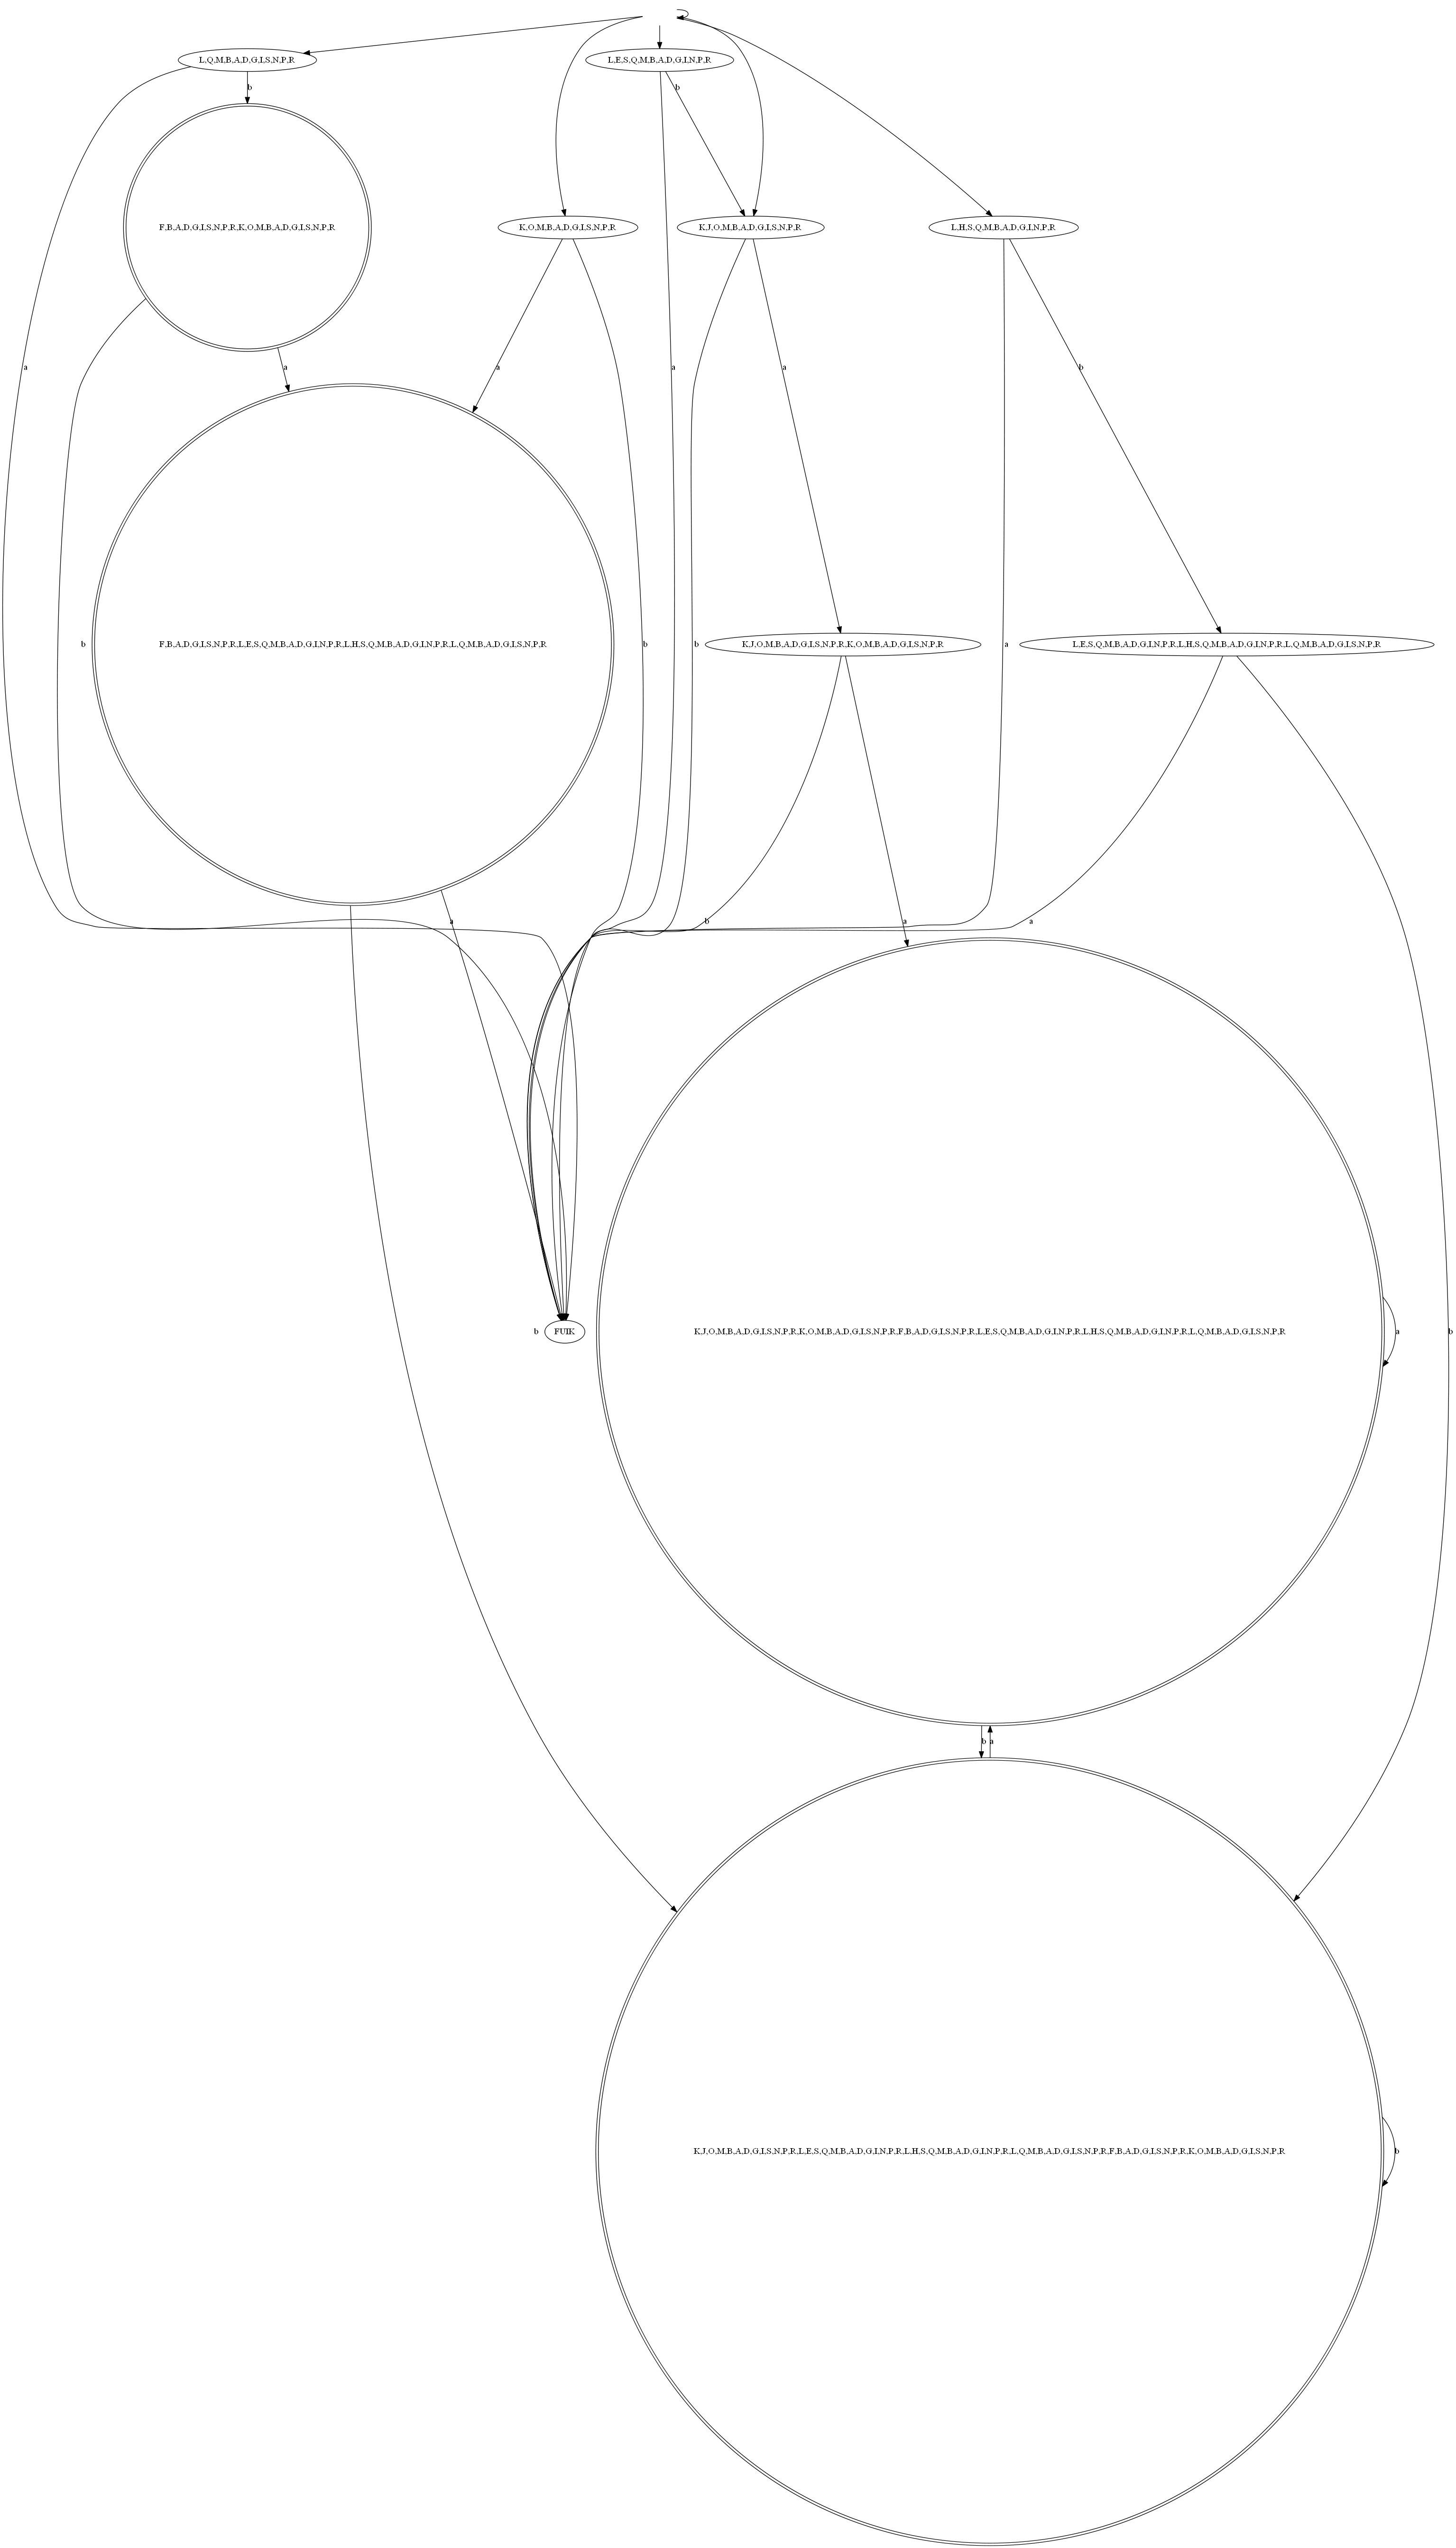 L,Q,M,B,A,D,G,I,S,N,P,R
L,E,S,Q,M,B,A,D,G,I,N,P,R
b
b
F,B,A,D,G,I,S,N,P,R,K,O,M,B,A,D,G,I,S,N,P,R
K,O,M,B,A,D,G,I,S,N,P,R
K,J,O,M,B,A,D,G,I,S,N,P,R
L,H,S,Q,M,B,A,D,G,I,N,P,R
a
a
a
a
a
b
b
F,B,A,D,G,I,S,N,P,R,L,E,S,Q,M,B,A,D,G,I,N,P,R,L,H,S,Q,M,B,A,D,G,I,N,P,R,L,Q,M,B,A,D,G,I,S,N,P,R
b
b
K,J,O,M,B,A,D,G,I,S,N,P,R,K,O,M,B,A,D,G,I,S,N,P,R
a
L,E,S,Q,M,B,A,D,G,I,N,P,R,L,H,S,Q,M,B,A,D,G,I,N,P,R,L,Q,M,B,A,D,G,I,S,N,P,R
a
b
a
a
b
FUIK
K,J,O,M,B,A,D,G,I,S,N,P,R,K,O,M,B,A,D,G,I,S,N,P,R,F,B,A,D,G,I,S,N,P,R,L,E,S,Q,M,B,A,D,G,I,N,P,R,L,H,S,Q,M,B,A,D,G,I,N,P,R,L,Q,M,B,A,D,G,I,S,N,P,R
a
b
b
a
K,J,O,M,B,A,D,G,I,S,N,P,R,L,E,S,Q,M,B,A,D,G,I,N,P,R,L,H,S,Q,M,B,A,D,G,I,N,P,R,L,Q,M,B,A,D,G,I,S,N,P,R,F,B,A,D,G,I,S,N,P,R,K,O,M,B,A,D,G,I,S,N,P,R
b